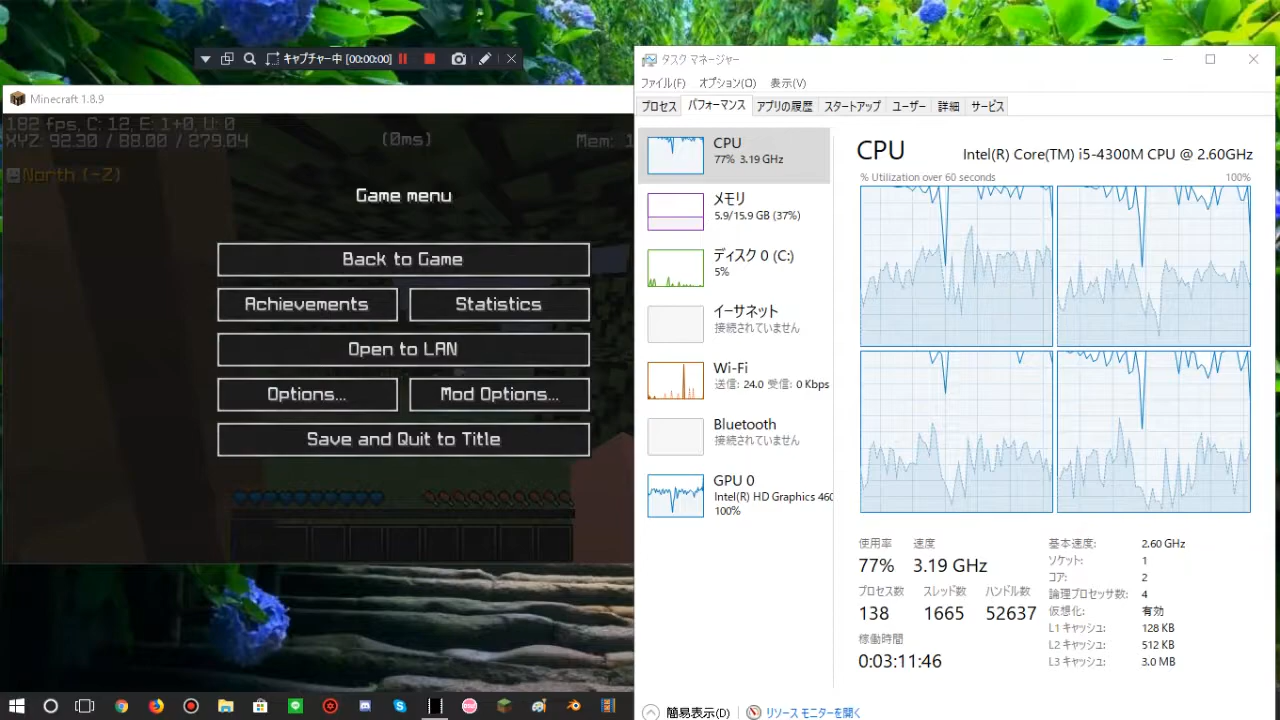 キャプチャー中 [00:00:00]
Minecraft 1.8.9
182 fps, C: 12, E: 1+0, U: 0
XYZ: 92.30 / 88.00 / 279.04
(0ms)
Mem: 1
North (-Z)
Game menu
Back to Game
Achievements
Statistics
Open to LAN
Options...
Mod Options...
Save and Quit to Title
タスク マネージャー
ファイル(F) オプション(O) 表示(V)
プロセス パフォーマンス アプリの履歴 スタートアップ ユーザー 詳細 サービス
CPU
77% 3.19 GHz
メモリ
5.9/15.9 GB (37%)
ディスク 0 (C:)
5%
イーサネット
接続されていません
Wi-Fi
送信: 24.0 受信: 0 Kbps
Bluetooth
接続されていません
GPU 0
Intel(R) HD Graphics 460
100%
CPU
Intel(R) Core(TM) i5-4300M CPU @ 2.60GHz
% Utilization over 60 seconds
100%
使用率 速度
77% 3.19 GHz
プロセス数 スレッド数 ハンドル数
138 1665 52637
稼働時間
0:03:11:46
基本速度: 2.60 GHz
ソケット: 1
コア: 2
論理プロセッサ数: 4
仮想化: 有効
L1 キャッシュ: 128 KB
L2 キャッシュ: 512 KB
L3 キャッシュ: 3.0 MB
簡易表示(D)
リソース モニターを開く